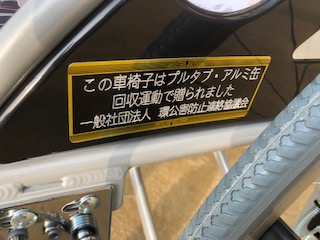 この車椅子はプルタブ・アルミ缶
回収運動で贈られました
一般社団法人 環公害防止連絡協議会